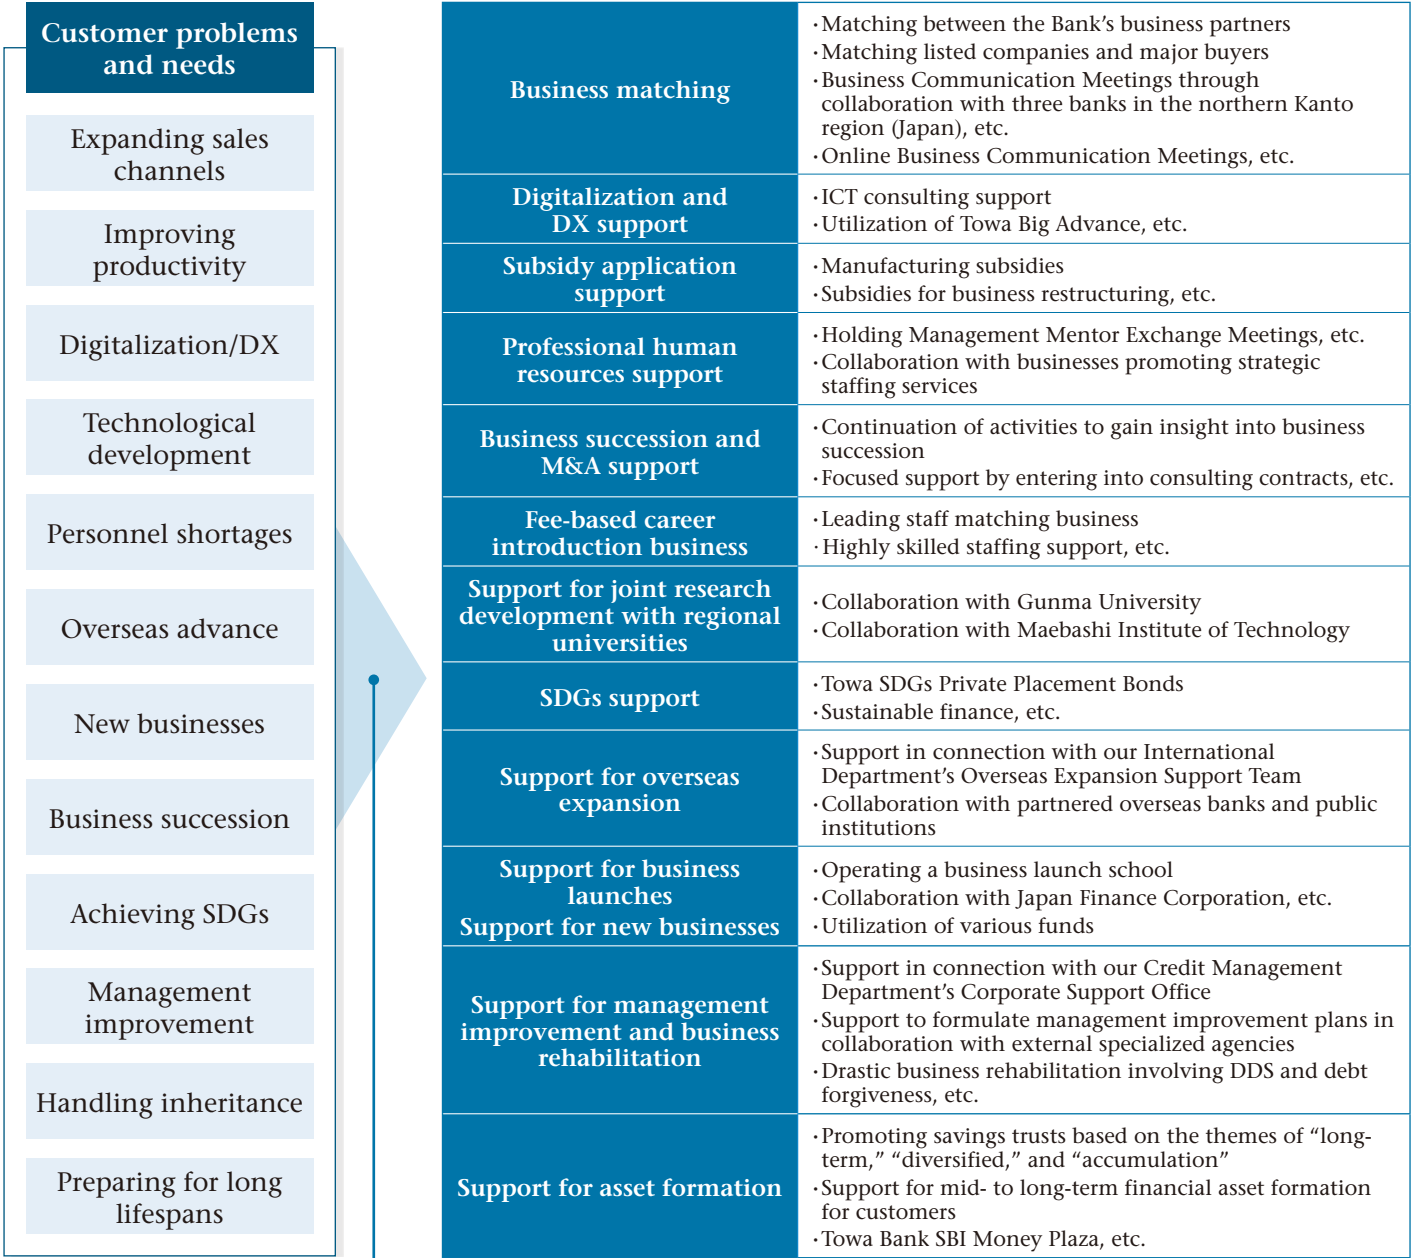 Customer problems
and needs
Expanding sales
channels
Improving
productivity
Digitalization/DX
Technological
development
Personnel shortages
Overseas advance
New businesses
Business succession
Achieving SDGs
Management
improvement
Handling inheritance
Preparing for long
lifespans
Business matching
·Matching between the Bank’s business partners
·Matching listed companies and major buyers
·Business Communication Meetings through
collaboration with three banks in the northern Kanto
region (Japan), etc.
·Online Business Communication Meetings, etc.
Digitalization and
DX support
·ICT consulting support
·Utilization of Towa Big Advance, etc.
Subsidy application
support
·Manufacturing subsidies
·Subsidies for business restructuring, etc.
Professional human
resources support
·Holding Management Mentor Exchange Meetings, etc.
·Collaboration with businesses promoting strategic
staffing services
Business succession and
M&A support
·Continuation of activities to gain insight into business
succession
·Focused support by entering into consulting contracts, etc.
Fee-based career
introduction business
·Leading staff matching business
·Highly skilled staffing support, etc.
Support for joint research
development with regional
universities
·Collaboration with Gunma University
·Collaboration with Maebashi Institute of Technology
SDGs support
·Towa SDGs Private Placement Bonds
·Sustainable finance, etc.
Support for overseas
expansion
·Support in connection with our International
Department’s Overseas Expansion Support Team
·Collaboration with partnered overseas banks and public
institutions
Support for business
launches
Support for new businesses
·Operating a business launch school
·Collaboration with Japan Finance Corporation, etc.
·Utilization of various funds
Support for management
improvement and business
rehabilitation
·Support in connection with our Credit Management
Department’s Corporate Support Office
·Support to formulate management improvement plans in
collaboration with external specialized agencies
·Drastic business rehabilitation involving DDS and debt
forgiveness, etc.
Support for asset formation
·Promoting savings trusts based on the themes of “long-
term,” “diversified,” and “accumulation”
·Support for mid- to long-term financial asset formation
for customers
·Towa Bank SBI Money Plaza, etc.